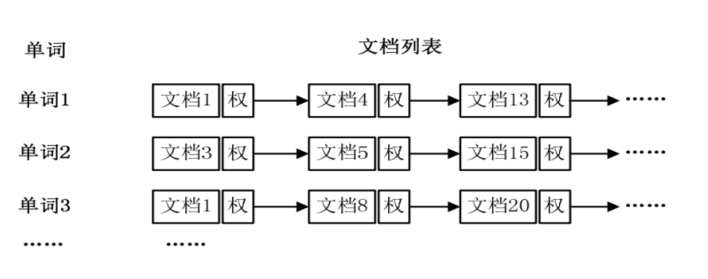 单词 文档列表
单词1 文档1 权 文档4 权 文档13 权 ……
单词2 文档3 权 文档5 权 文档15 权 ……
单词3 文档1 权 文档8 权 文档20 权 ……
…… ……